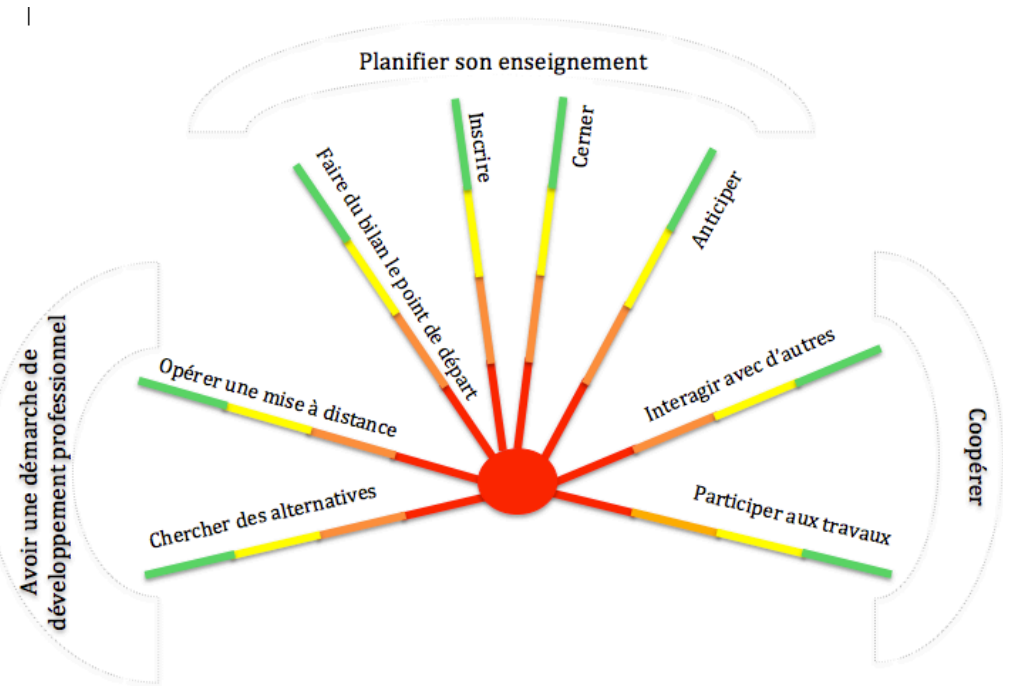 Planifier son enseignement
Inscrire
Cerner
Faire du bilan le point de départ
Anticiper
Avoir une démarche de
développement professionnel
Opérer une mise à distance
Interagir avec d'autres
Coopérer
Chercher des alternatives
Participer aux travaux